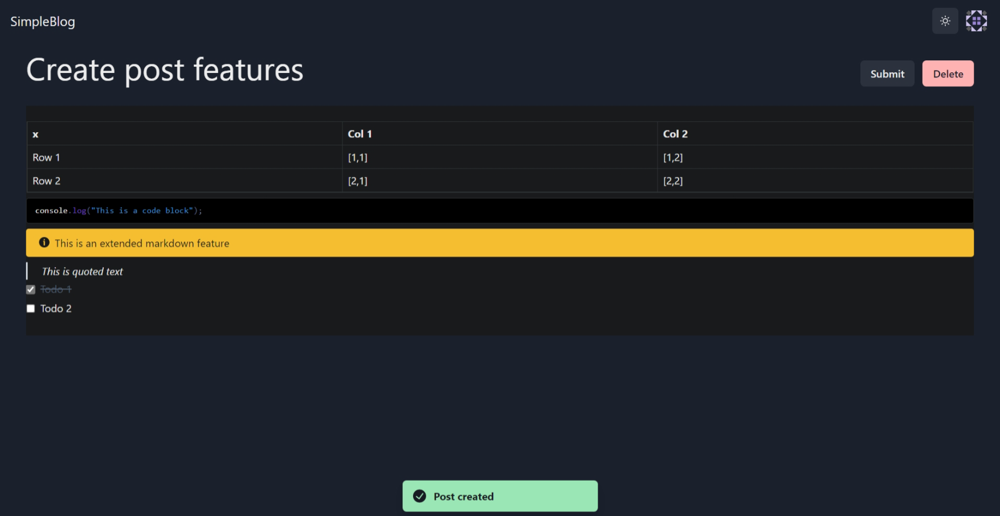 SimpleBlog
Create post features
Submit
Delete
x Col 1 Col 2
Row 1 [1,1] [1,2]
Row 2 [2,1] [2,2]
console.log("This is a code block");
This is an extended markdown feature
This is quoted text
Todo 1
Todo 2
Post created